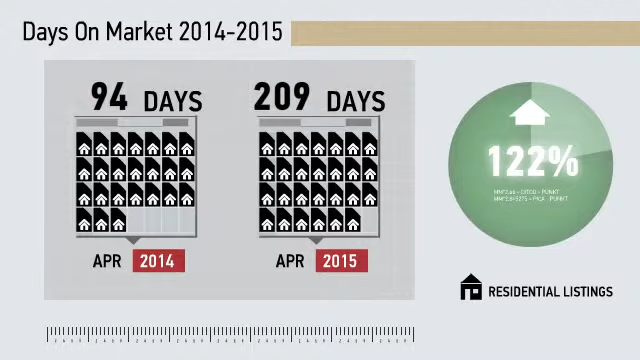 Days On Market 2014-2015
94 DAYS
209 DAYS
122%
APR 2014
APR 2015
RESIDENTIAL LISTINGS